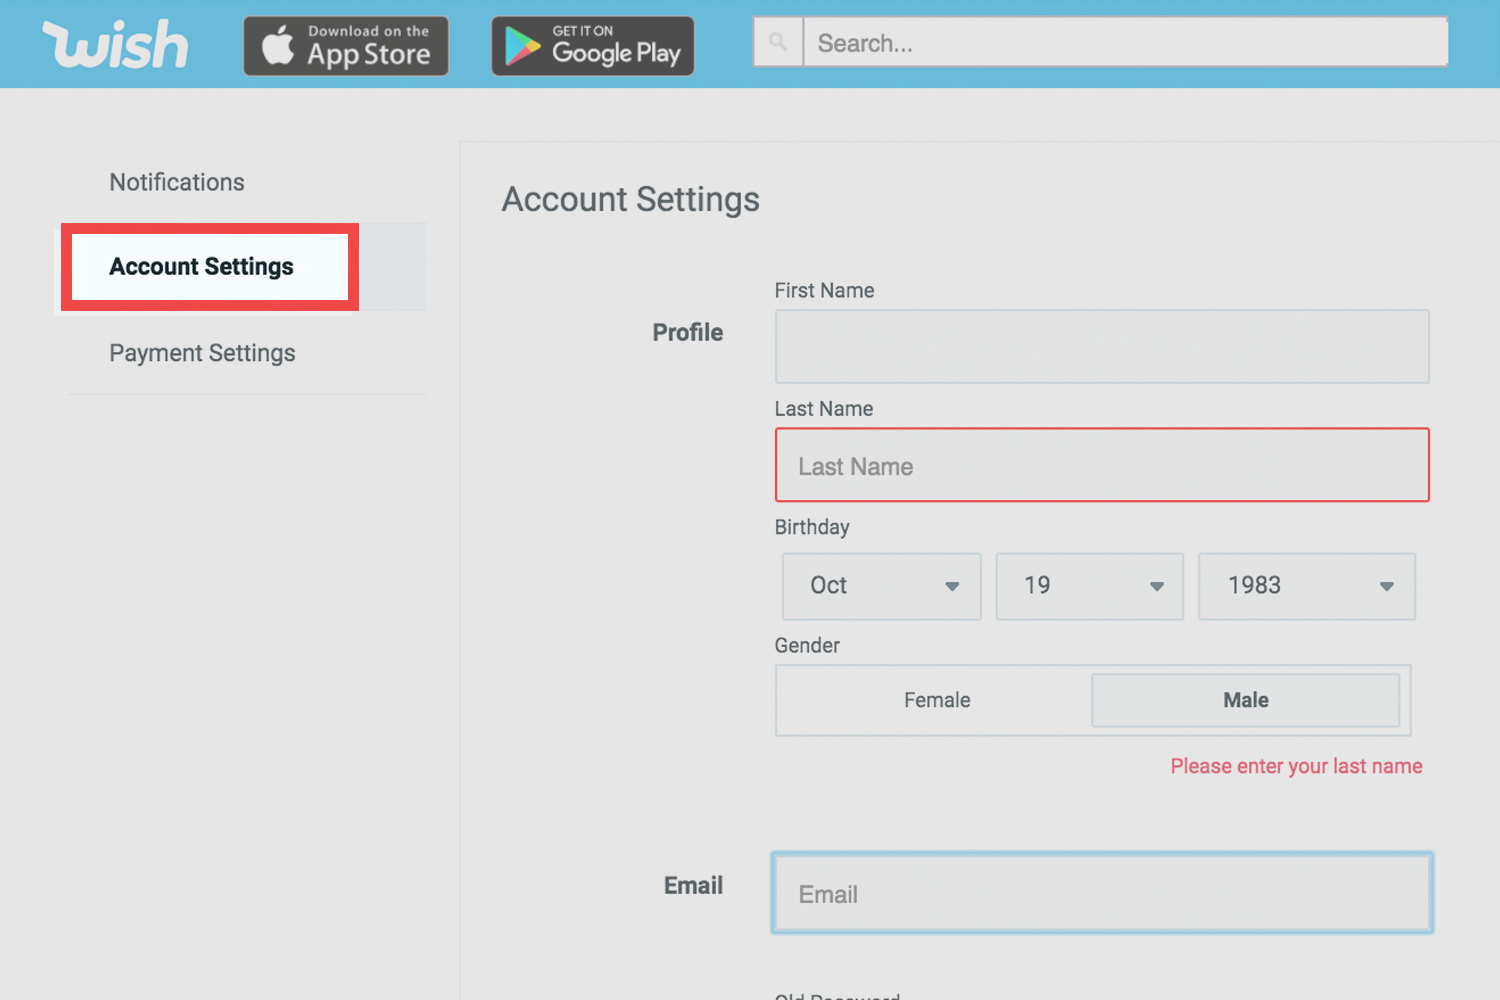 wish
Download on the
App Store
GET IT ON
Google Play
Search...
Notifications
Account Settings
Payment Settings
Account Settings
Profile
First Name
Last Name
Last Name
Birthday
Oct 19 1983
Gender
Female Male
Please enter your last name
Email
Email
Old Password